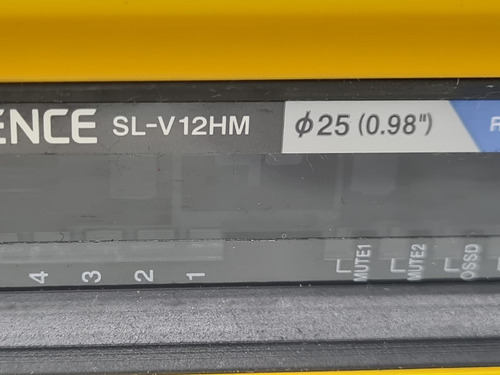 ENCE SL-V12HM φ25 (0.98") R
4 3 2 1 MUTE1 MUTE2 OSSD